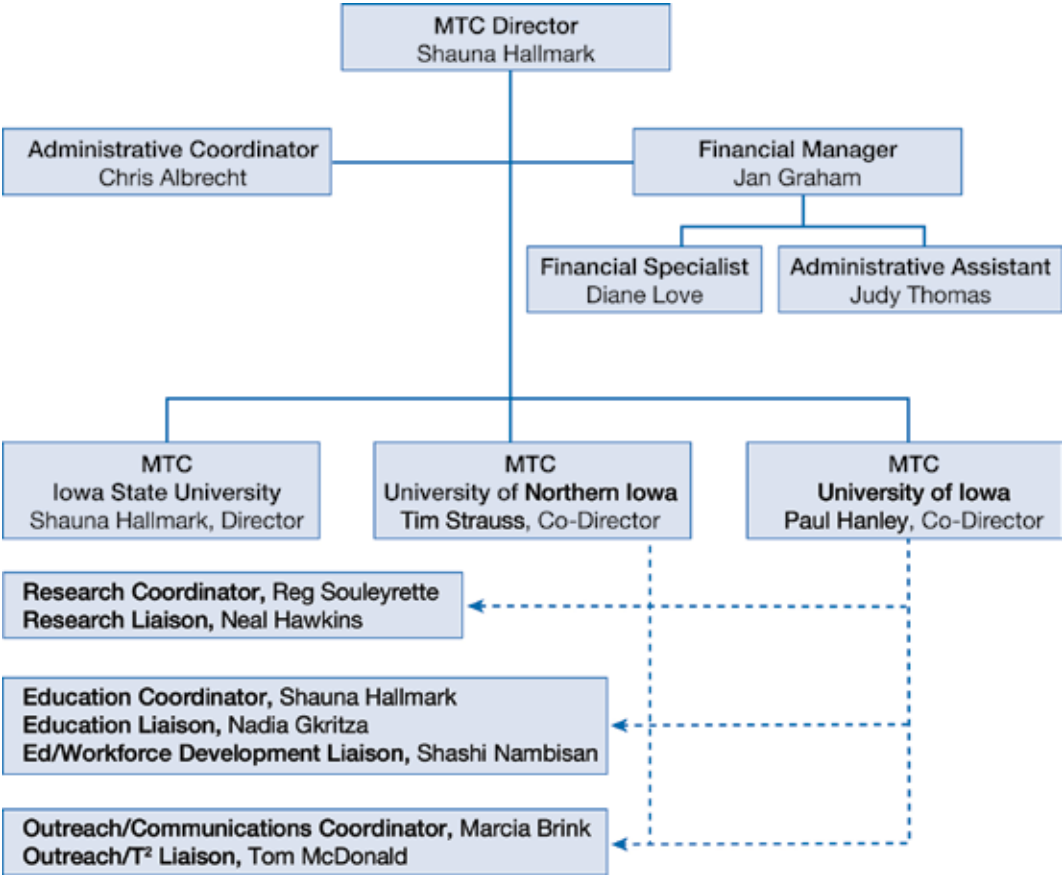 MTC Director
Shauna Hallmark
Administrative Coordinator
Chris Albrecht
Financial Manager
Jan Graham
Financial Specialist
Diane Love
Administrative Assistant
Judy Thomas
MTC
Iowa State University
Shauna Hallmark, Director
MTC
University of Northern Iowa
Tim Strauss, Co-Director
MTC
University of Iowa
Paul Hanley, Co-Director
Research Coordinator, Reg Souleyrette
Research Liaison, Neal Hawkins
Education Coordinator, Shauna Hallmark
Education Liaison, Nadia Gkritza
Ed/Workforce Development Liaison, Shashi Nambisan
Outreach/Communications Coordinator, Marcia Brink
Outreach/T² Liaison, Tom McDonald